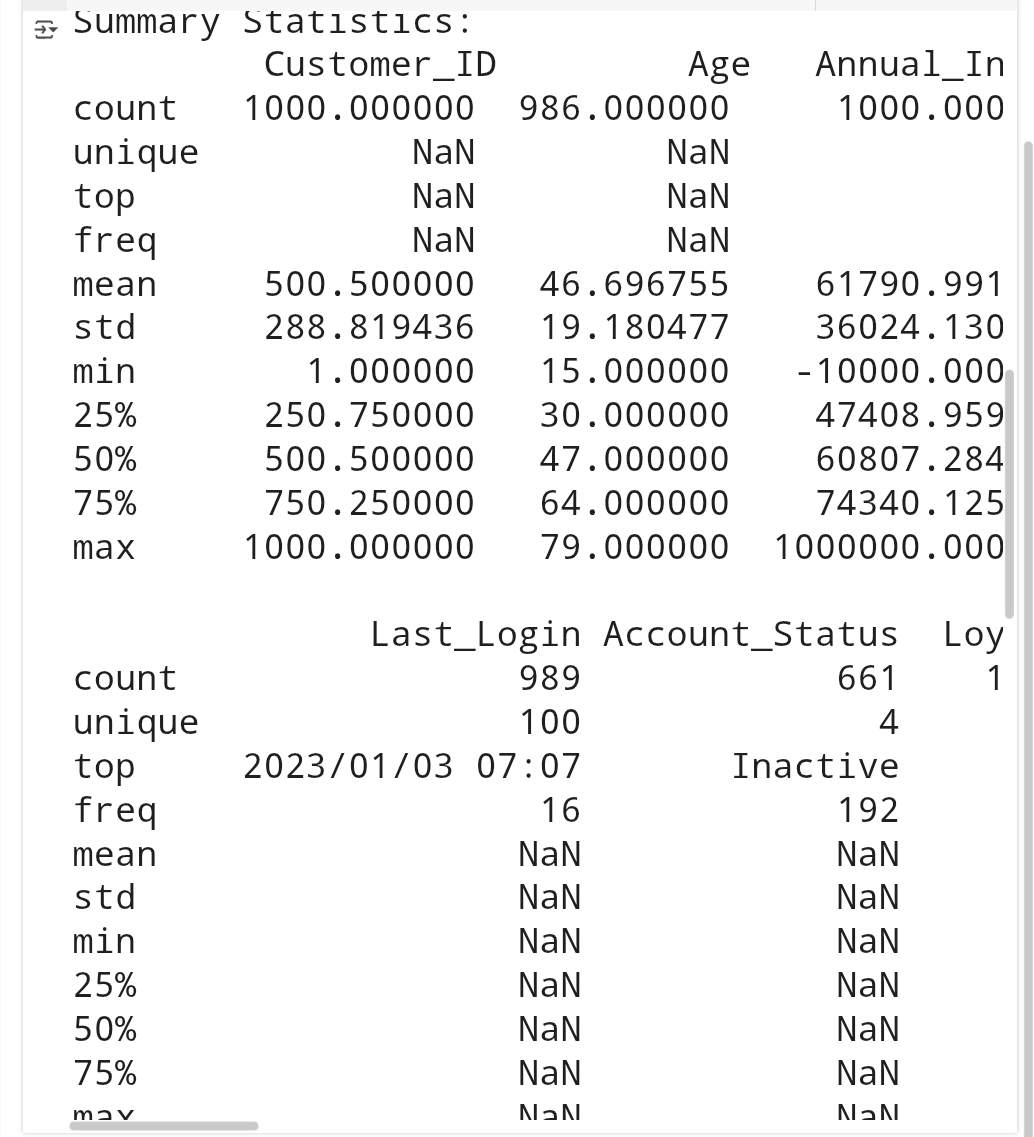 Summary Statistics:
Customer_ID Age Annual_In
count 1000.000000 986.000000 1000.000
unique NaN NaN
top NaN NaN
freq NaN NaN
mean 500.500000 46.696755 61790.991
std 288.819436 19.180477 36024.130
min 1.000000 15.000000 -10000.000
25% 250.750000 30.000000 47408.959
50% 500.500000 47.000000 60807.284
75% 750.250000 64.000000 74340.125
max 1000.000000 79.000000 1000000.000
Last_Login Account_Status Loy
count 989 661 1
unique 100 4
top 2023/01/03 07:07 Inactive
freq 16 192
mean NaN NaN
std NaN NaN
min NaN NaN
25% NaN NaN
50% NaN NaN
75% NaN NaN
max NaN NaN